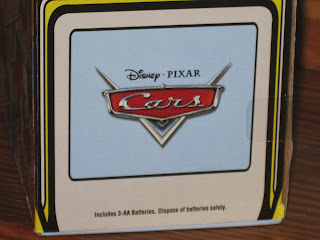 Disney · PIXAR
Cars
Includes 3-AA Batteries. Dispose of batteries safely.